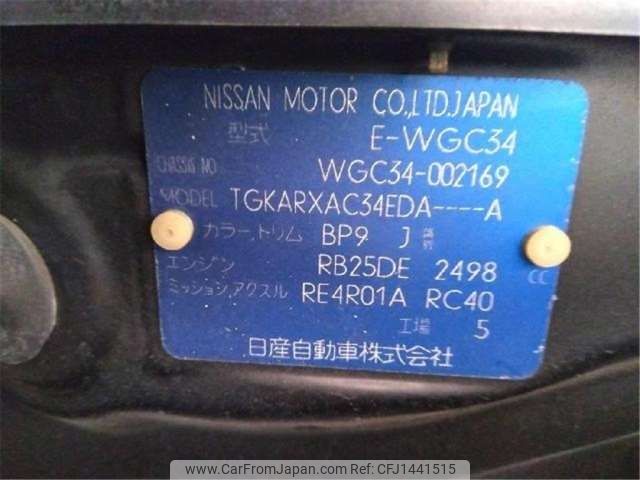 NISSAN MOTOR CO.,LTD.JAPAN
型式 E-WGC34
CHASSIS NO WGC34-002169
MODEL TGKARXAC34EDA----A
カラー、トリム BP9 J
エンジン RB25DE 2498 CC
ミッション,アクスル RE4R01A RC40
工場 5
日産自動車株式会社
www.CarFromJapan.com Car No. CFJ1441515